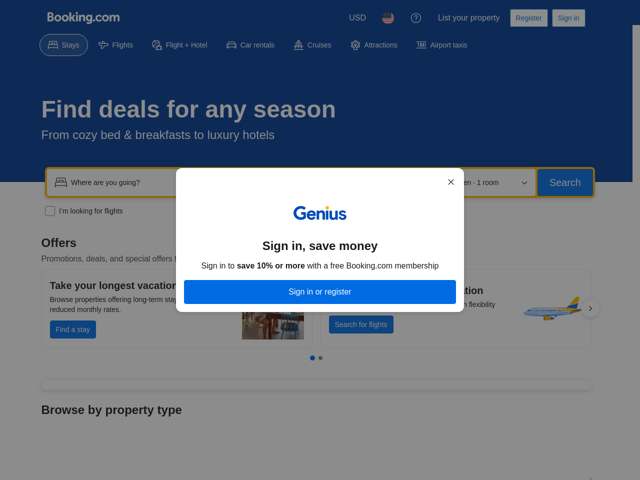 Booking.com
USD
List your property
Register
Sign in
Stays
Flights
Flight + Hotel
Car rentals
Cruises
Attractions
Airport taxis
Find deals for any season
From cozy bed & breakfasts to luxury hotels
Where are you going?
· 1 room
Search
I'm looking for flights
Genius
Sign in, save money
Sign in to save 10% or more with a free Booking.com membership
Sign in or register
Offers
Promotions, deals, and special offers
Take your longest vacation
Browse properties offering long-term
reduced monthly rates.
Find a stay
flexibility
Search for flights
Browse by property type